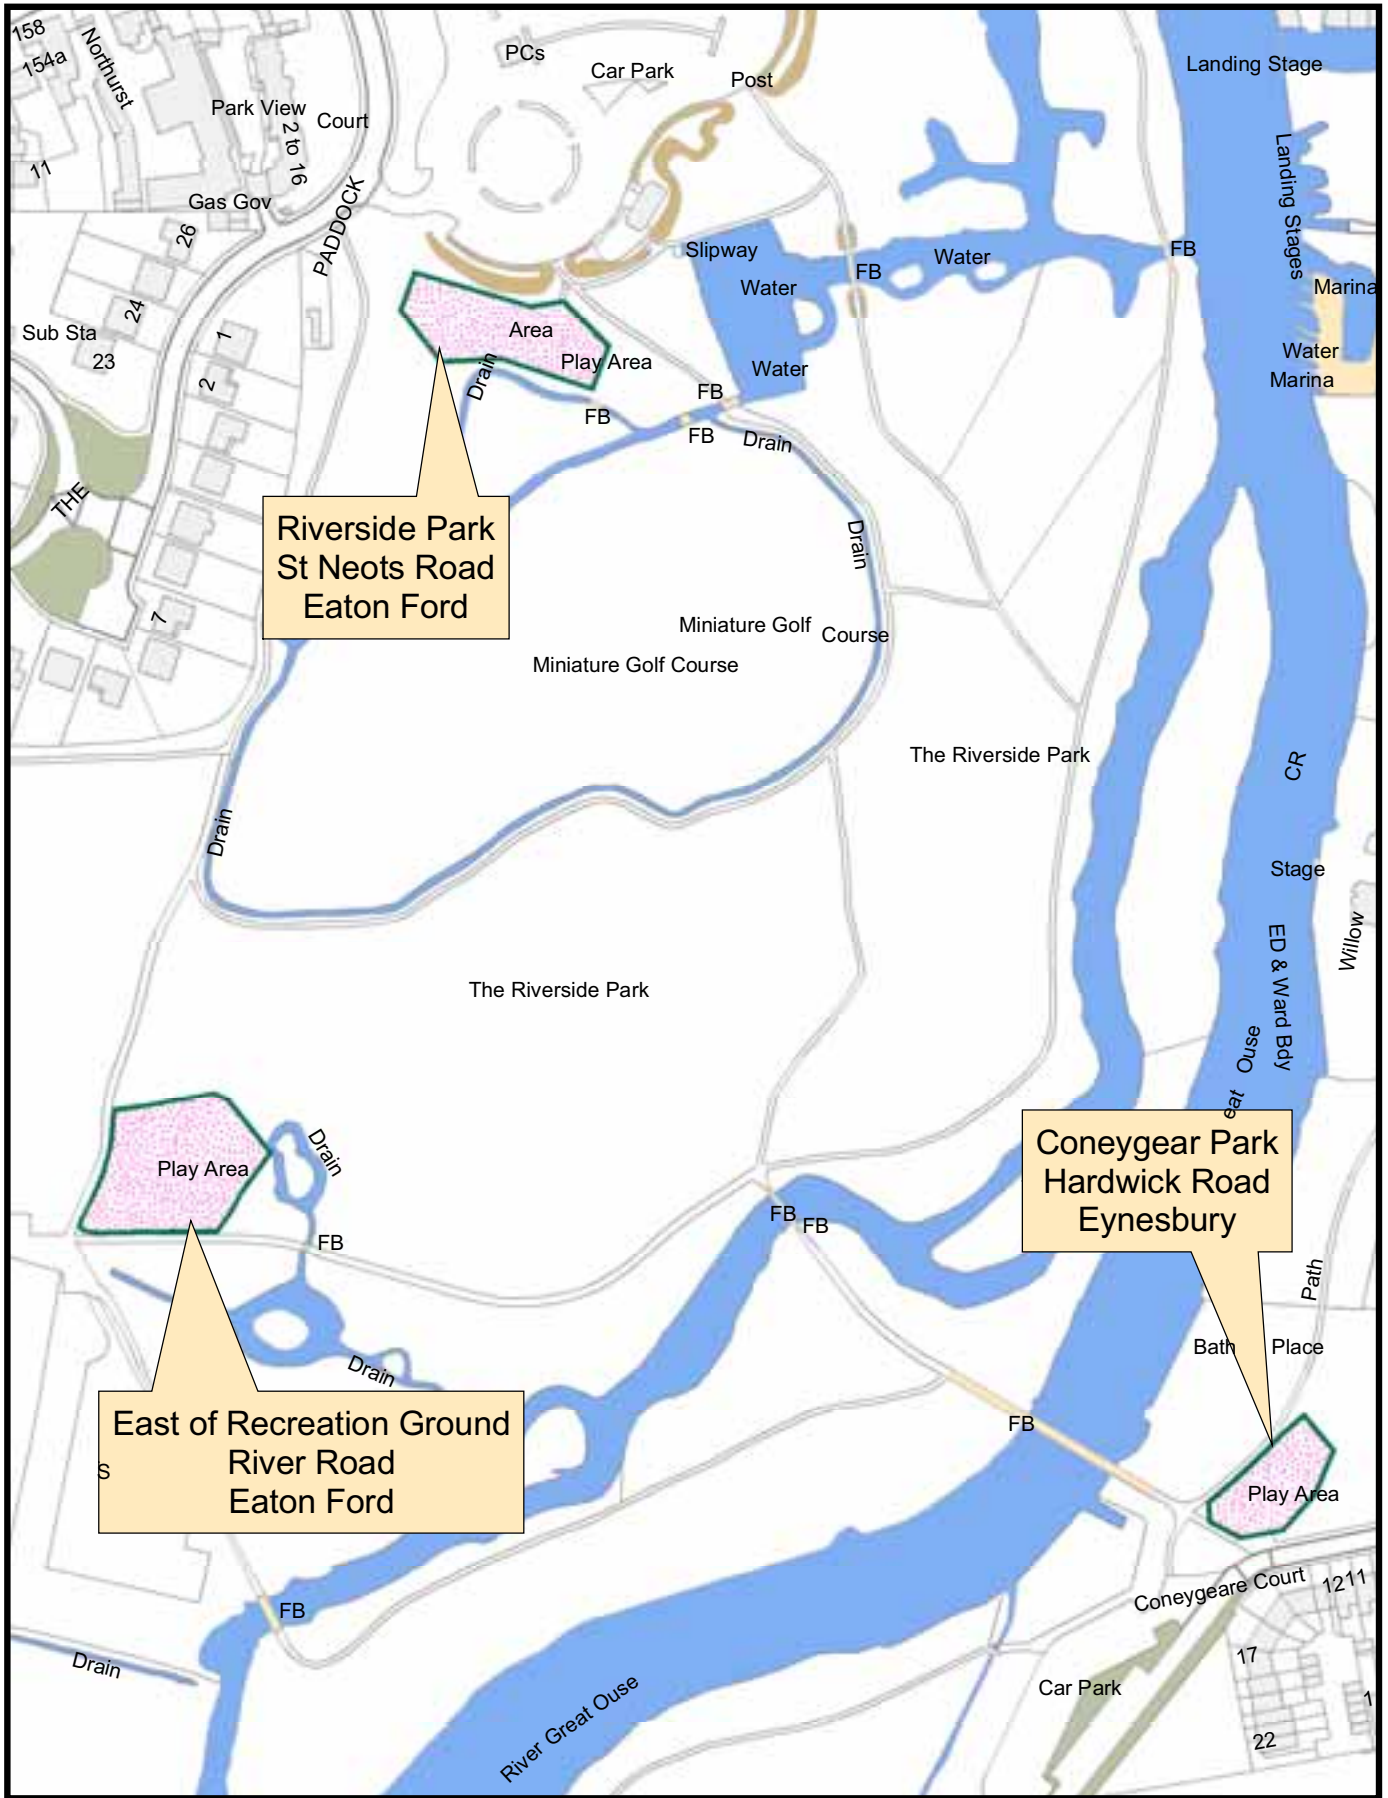 158
154a
Northurst
PCs
Car Park
Post
Landing Stage
Park View
Court
2 to 16
11
Gas Gov
PADDOCK
26
Landing Stages
Slipway
Water
FB
Water
FB
Water
Marina
24
Sub Sta
23
1
Area
Play Area
Water
Water
Marina
2
Drain
FB
FB
FB
Drain
THE
Riverside Park
St Neots Road
Eaton Ford
Drain
7
Miniature Golf
Course
Miniature Golf Course
The Riverside Park
CR
Drain
Stage
Willow
ED & Ward Bdy
The Riverside Park
Ouse
eat
Coneygear Park
Hardwick Road
Eynesbury
Play Area
Drain
FB
FB
FB
Path
Bath
Place
Drain
East of Recreation Ground
River Road
Eaton Ford
S
FB
Play Area
Coneygeare Court
12
11
FB
Drain
17
Car Park
River Great Ouse
1
22